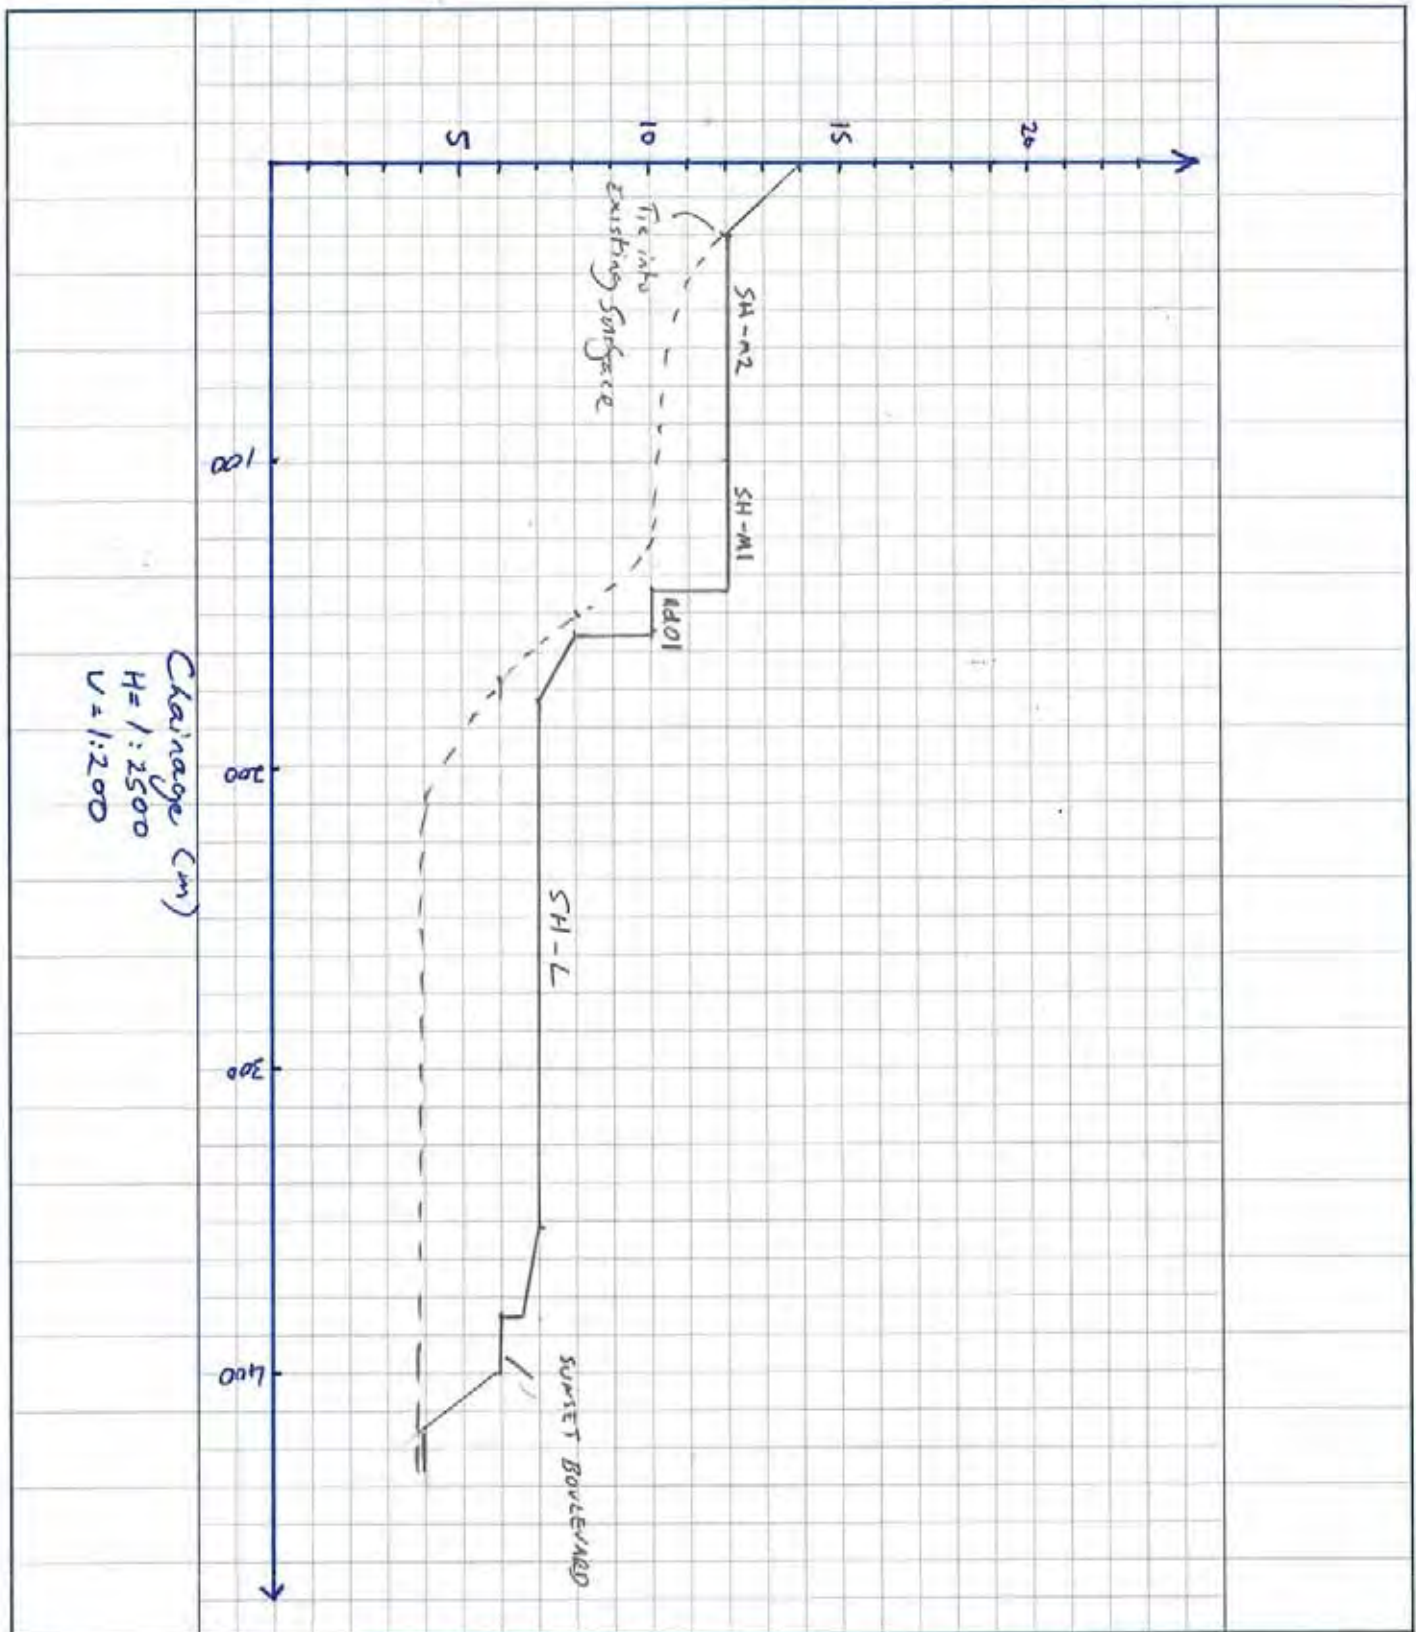 20
15
10
5
Tie into
Existing Surface
SH-M2
SH-M1
SH-L
SUNSET BOULEVARD
100
200
300
400
Chainage (m)
H = 1:2500
V = 1:200